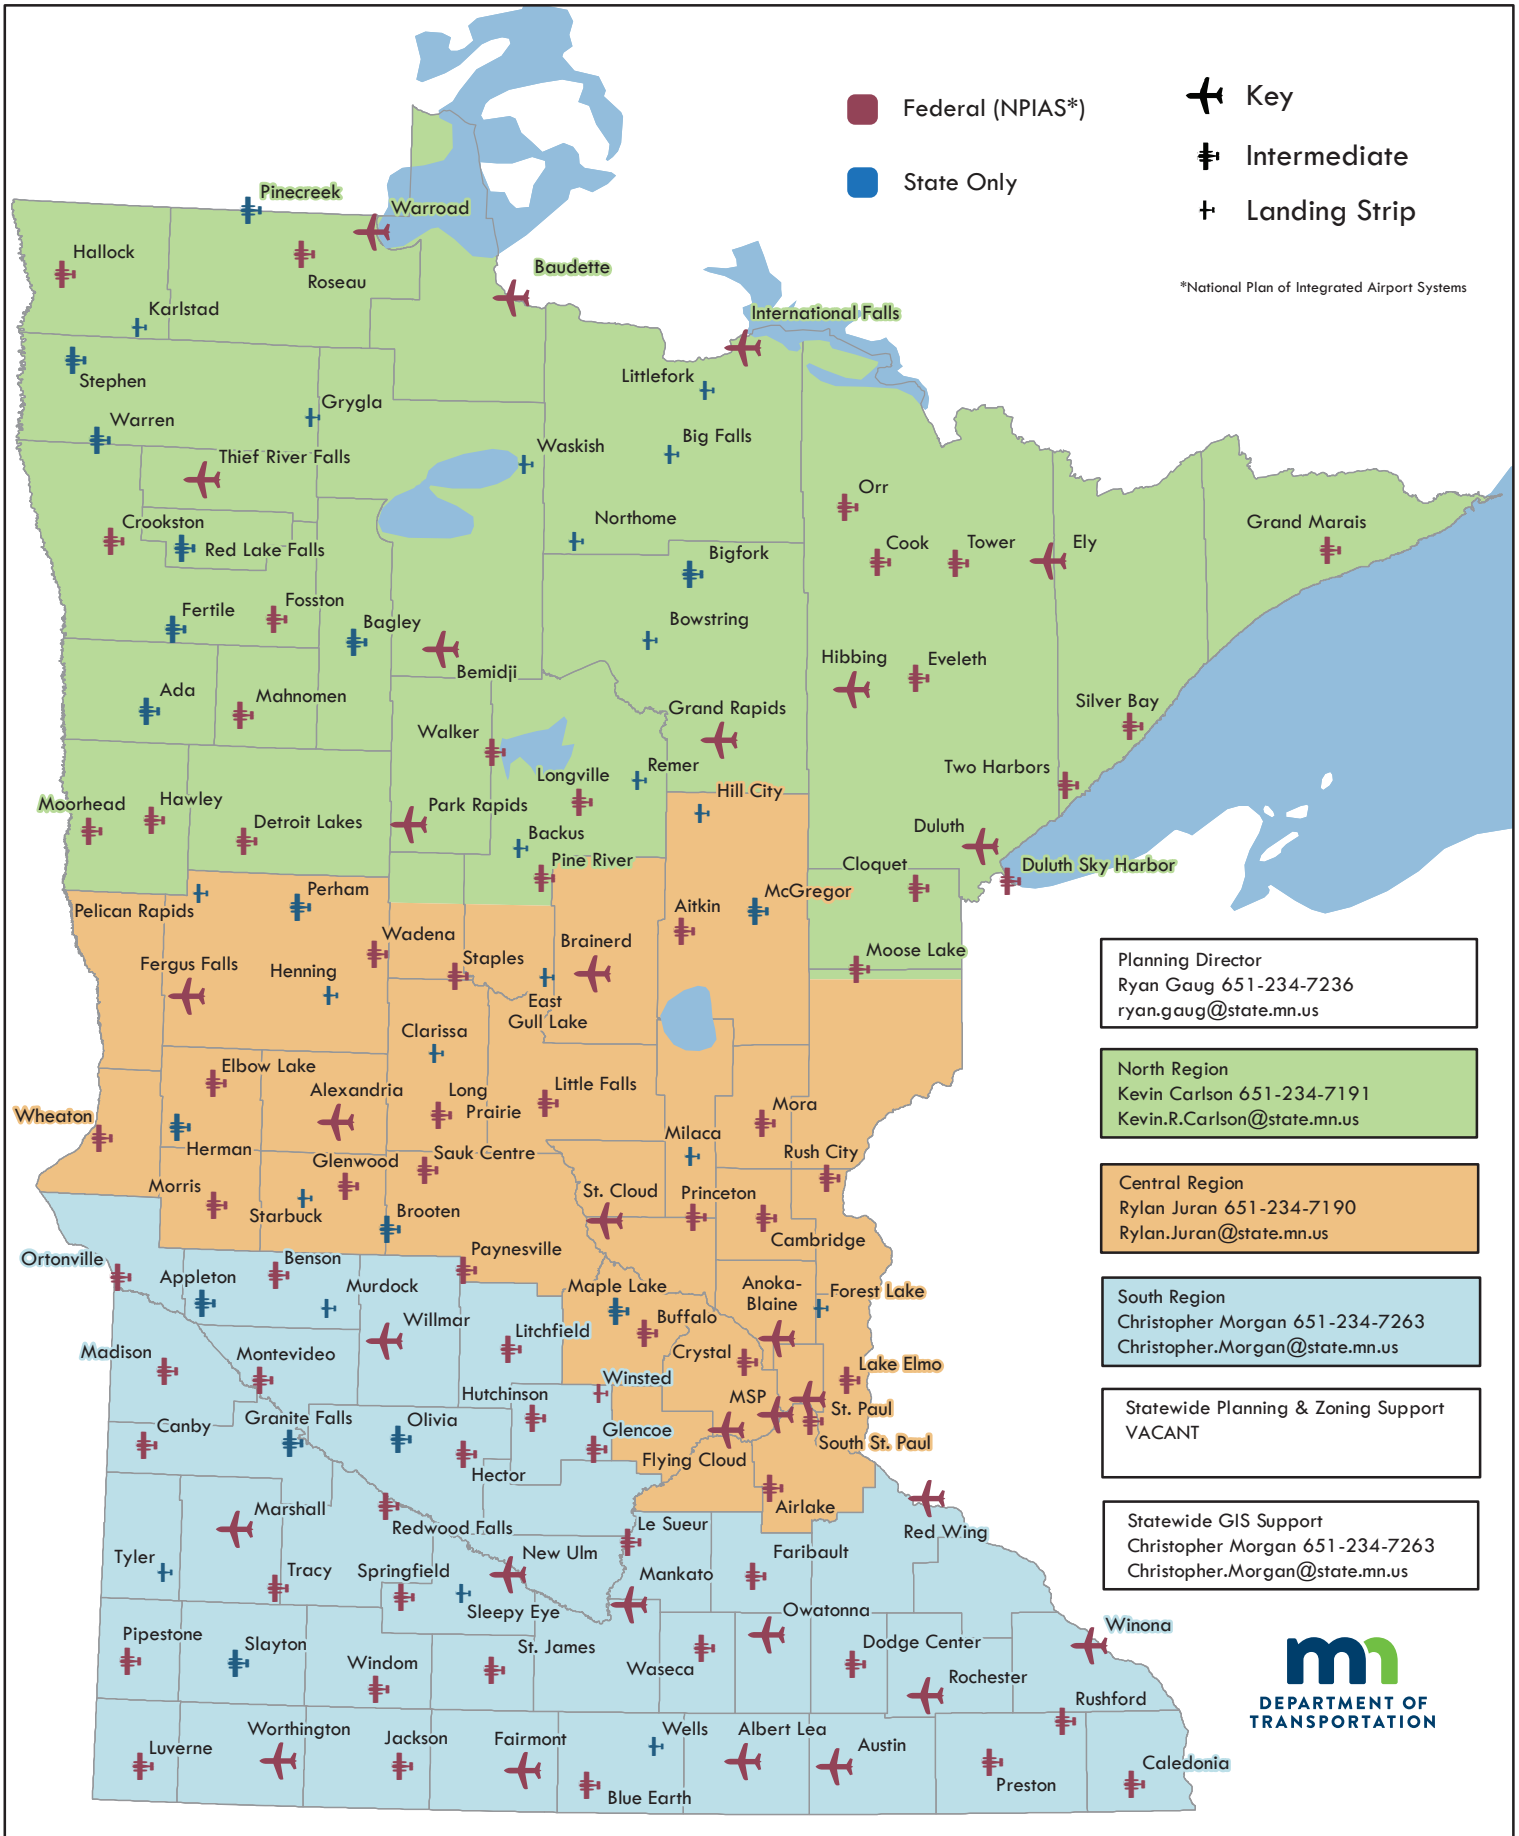 Federal (NPIAS*)
State Only
Key
Intermediate
Landing Strip
*National Plan of Integrated Airport Systems
Pinecreek
Warroad
Hallock
Roseau
Baudette
Karlstad
International Falls
Stephen
Littlefork
Grygla
Warren
Big Falls
Waskish
Thief River Falls
Orr
Crookston
Northome
Grand Marais
Red Lake Falls
Bigfork
Cook
Tower
Ely
Fosston
Fertile
Bagley
Bowstring
Bemidji
Hibbing
Eveleth
Ada
Mahnomen
Silver Bay
Grand Rapids
Walker
Remer
Longville
Two Harbors
Hill City
Moorhead
Hawley
Park Rapids
Detroit Lakes
Backus
Duluth
Pine River
Cloquet
Duluth Sky Harbor
Perham
McGregor
Pelican Rapids
Aitkin
Wadena
Brainerd
Moose Lake
Staples
Fergus Falls
Henning
East
Gull Lake
Clarissa
Elbow Lake
Alexandria
Long
Prairie
Little Falls
Wheaton
Mora
Milaca
Herman
Glenwood
Sauk Centre
Rush City
Morris
St. Cloud
Princeton
Starbuck
Brooten
Cambridge
Paynesville
Ortonville
Benson
Appleton
Murdock
Maple Lake
Anoka-
Blaine
Forest Lake
Willmar
Buffalo
Litchfield
Madison
Montevideo
Crystal
Lake Elmo
Winsted
Hutchinson
MSP
St. Paul
Canby
Granite Falls
Olivia
Glencoe
South St. Paul
Flying Cloud
Hector
Marshall
Airlake
Redwood Falls
Le Sueur
Red Wing
Tyler
Tracy
Springfield
New Ulm
Mankato
Faribault
Sleepy Eye
Owatonna
Pipestone
Slayton
St. James
Winona
Windom
Waseca
Dodge Center
Rochester
Rushford
Worthington
Luverne
Jackson
Fairmont
Wells
Albert Lea
Austin
Blue Earth
Preston
Caledonia
Planning Director
Ryan Gaug 651-234-7236
ryan.gaug@state.mn.us
North Region
Kevin Carlson 651-234-7191
Kevin.R.Carlson@state.mn.us
Central Region
Rylan Juran 651-234-7190
Rylan.Juran@state.mn.us
South Region
Christopher Morgan 651-234-7263
Christopher.Morgan@state.mn.us
Statewide Planning & Zoning Support
VACANT
Statewide GIS Support
Christopher Morgan 651-234-7263
Christopher.Morgan@state.mn.us
mn
DEPARTMENT OF
TRANSPORTATION